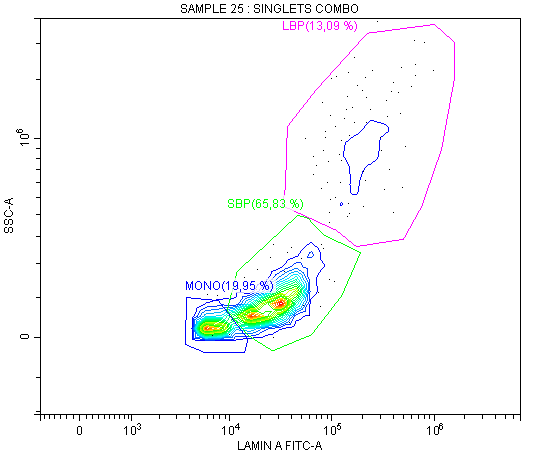 SAMPLE 25 : SINGLETS COMBO
LBP(13,09 %)
10⁶
SSC-A
SBP(65,83 %)
MONO(19,95 %)
0
0 10³ 10⁴ 10⁵ 10⁶
LAMIN A FITC-A